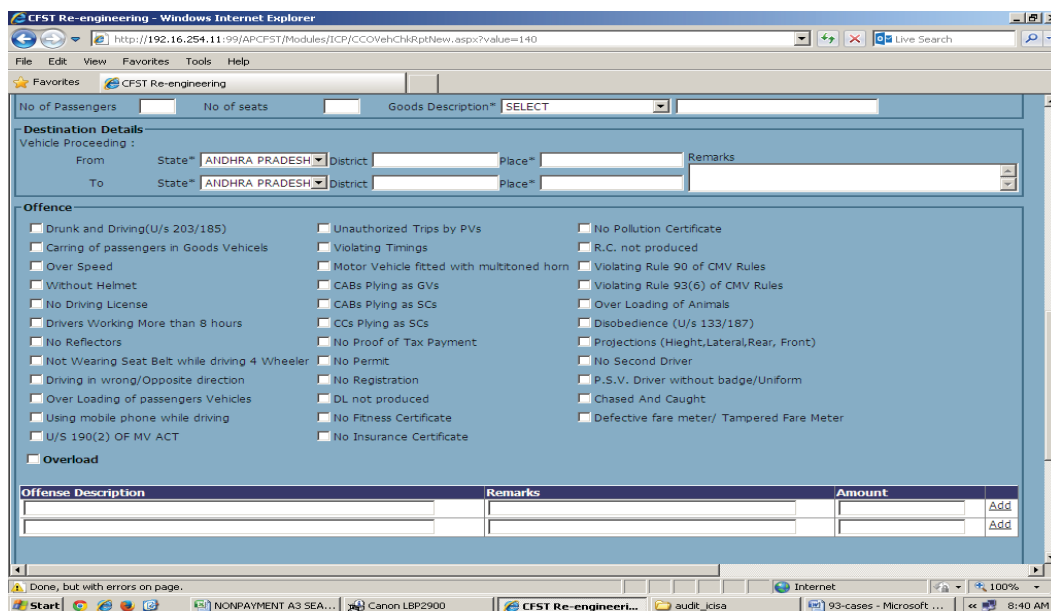 CFST Re-engineering - Windows Internet Explorer
http://192.16.254.11:99/APCFST/Modules/ICP/CCOVehChkRptNew.aspx?value=140 Live Search
File Edit View Favorites Tools Help
Favorites CFST Re-engineering
No of Passengers No of seats Goods Description* SELECT
Destination Details
Vehicle Proceeding :
From State* ANDHRA PRADESH District Place* Remarks
To State* ANDHRA PRADESH District Place*
Offence
Drunk and Driving(U/s 203/185) Unauthorized Trips by PVs No Pollution Certificate
Carring of passengers in Goods Vehicels Violating Timings R.C. not produced
Over Speed Motor Vehicle fitted with multitoned horn Violating Rule 90 of CMV Rules
Without Helmet CABs Plying as GVs Violating Rule 93(6) of CMV Rules
No Driving License CABs Plying as SCs Over Loading of Animals
Drivers Working More than 8 hours CCs Plying as SCs Disobedience (U/s 133/187)
No Reflectors No Proof of Tax Payment Projections (Hieght,Lateral,Rear, Front)
Not Wearing Seat Belt while driving 4 Wheeler No Permit No Second Driver
Driving in wrong/Opposite direction No Registration P.S.V. Driver without badge/Uniform
Over Loading of passengers Vehicles DL not produced Chased And Caught
Using mobile phone while driving No Fitness Certificate Defective fare meter/ Tampered Fare Meter
U/S 190(2) OF MV ACT No Insurance Certificate
Overload
Offense Description Remarks Amount
Add
Add
Done, but with errors on page. Internet 100%
Start NONPAYMENT A3 SEA... Canon LBP2900 CFST Re-engineeri... audit_icisa 93-cases - Microsoft ... 8:40 AM